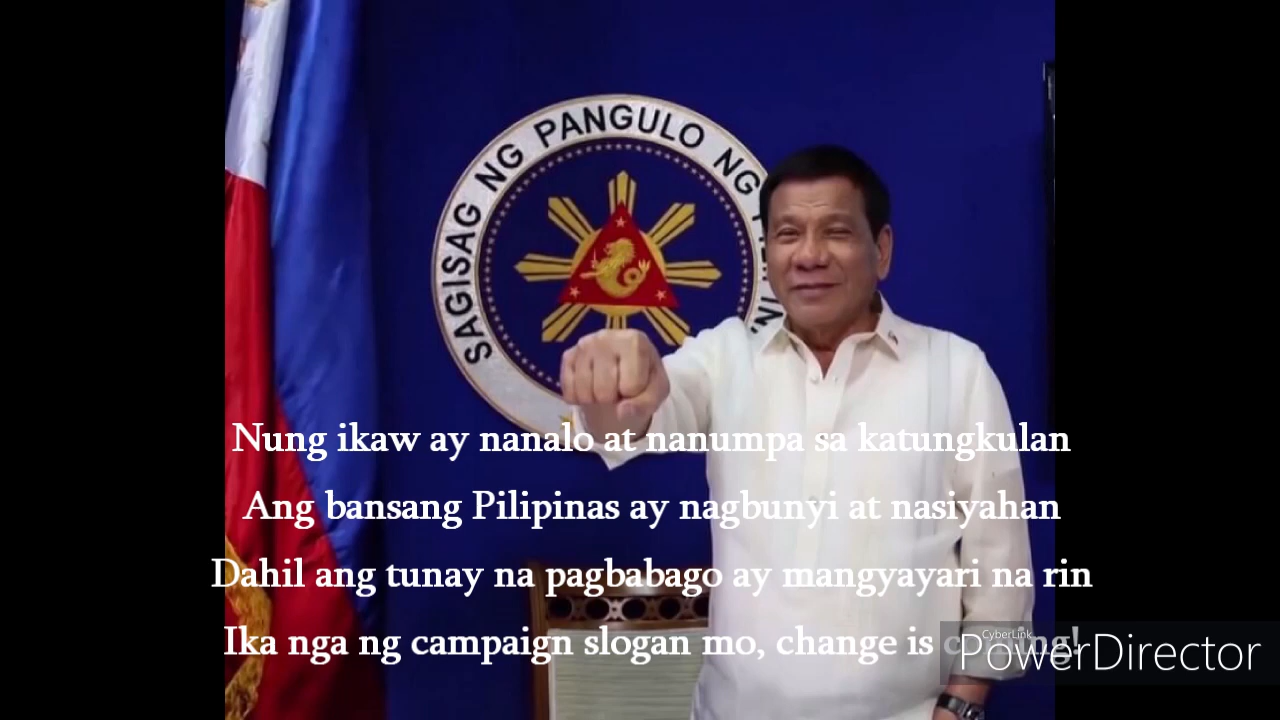 SAGISAG NG PANGULO NG
Nung ikaw ay nanalo at nanumpa sa katungkulan
Ang bansang Pilipinas ay nagbunyi at nasiyahan
Dahil ang tunay na pagbabago ay mangyayari na rin
Ika nga ng campaign slogan mo, change is coming!
CyberLink
PowerDirector